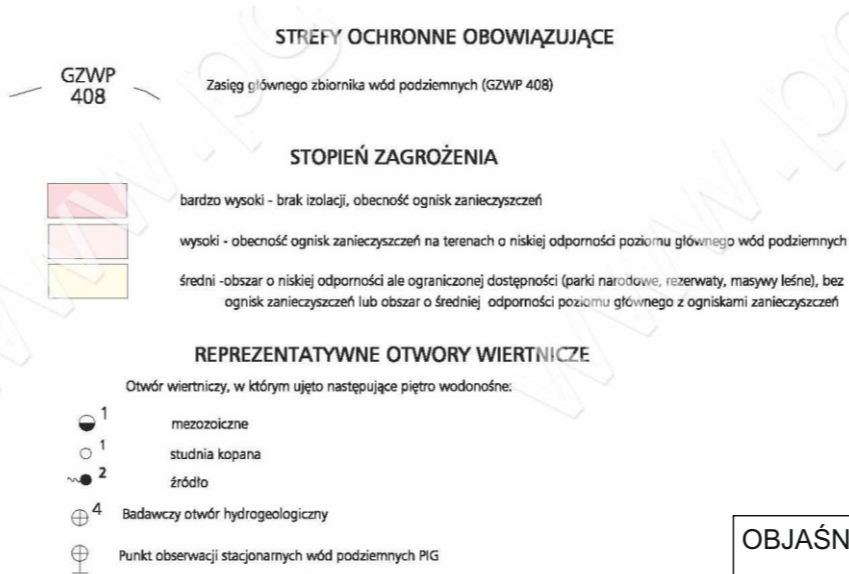 STREFY OCHRONNE OBOWIĄZUJĄCE
GZWP
408
Zasięg głównego zbiornika wód podziemnych (GZWP 408)
STOPIEŃ ZAGROŻENIA
bardzo wysoki - brak izolacji, obecność ognisk zanieczyszczeń
wysoki - obecność ognisk zanieczyszczeń na terenach o niskiej odporności poziomu głównego wód podziemnych
średni -obszar o niskiej odporności ale ograniczonej dostępności (parki narodowe, rezerwaty, masywy leśne), bez
ognisk zanieczyszczeń lub obszar o średniej odporności poziomu głównego z ogniskami zanieczyszczeń
REPREZENTATYWNE OTWORY WIERTNICZE
Otwór wiertniczy, w którym ujęto następujące piętro wodonośne:
1 mezozoiczne
1 studnia kopana
2 źródło
4 Badawczy otwór hydrogeologiczny
Punkt obserwacji stacjonarnych wód podziemnych PIG
OBJAŚN
www.pg
www.pg